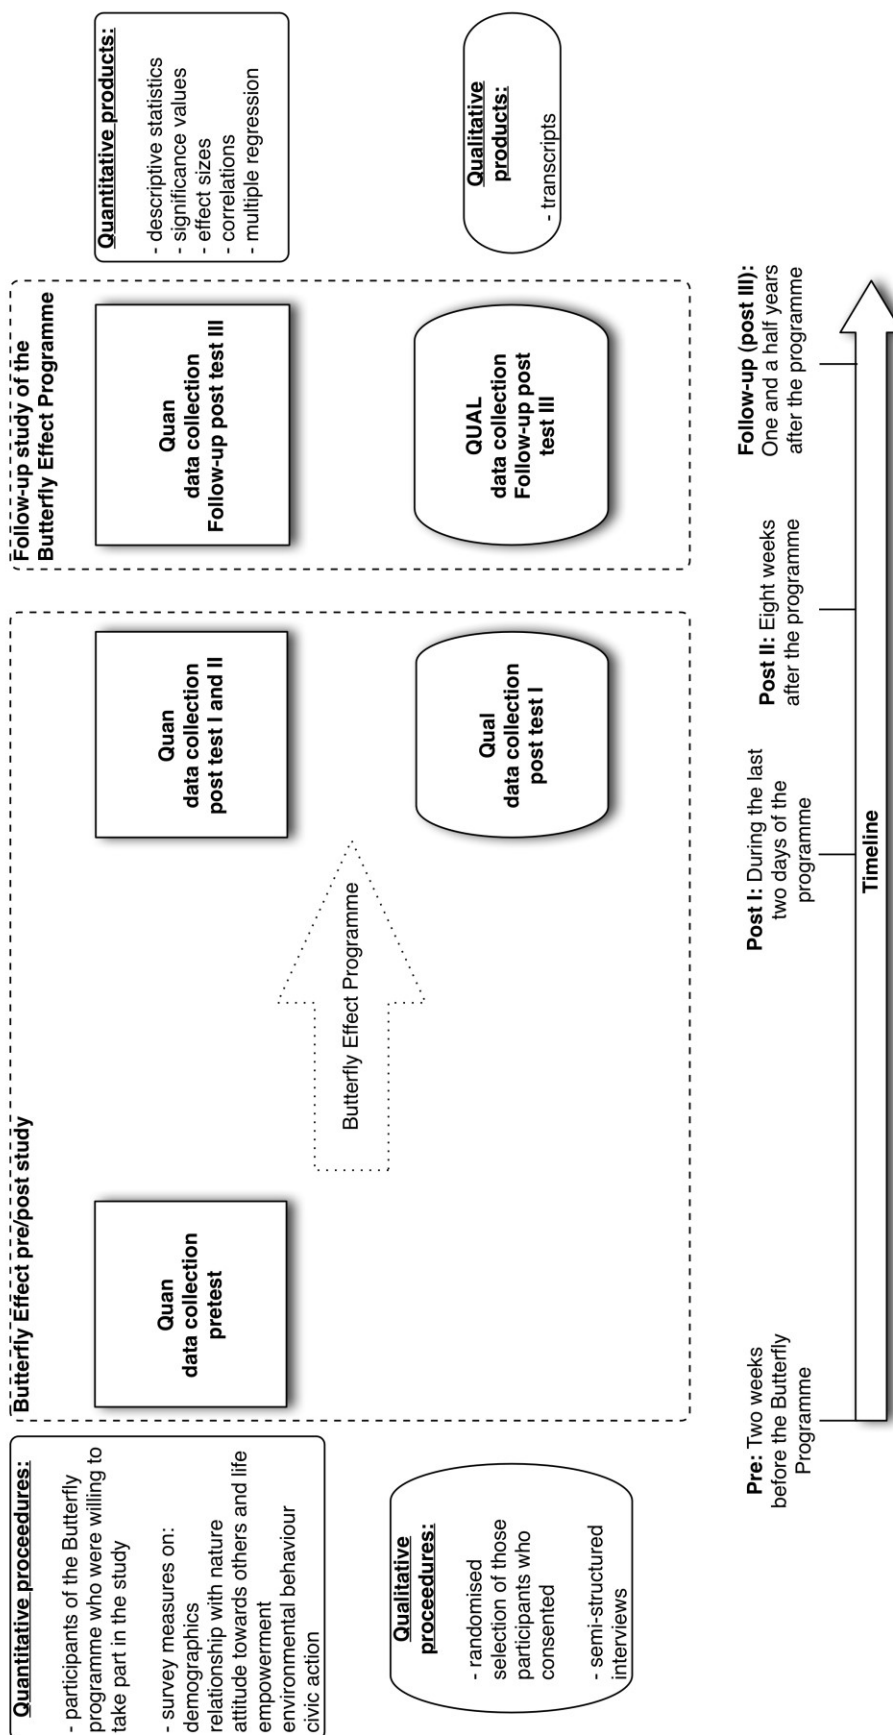 Quantitative proceedures:
- participants of the Butterfly
programme who were willing to
take part in the study
- survey measures on:
demographics
relationship with nature
attitude towards others and life
empowerment
environmental behaviour
civic action
Qualitative
proceedures:
- randomised
selection of those
participants who
consented
- semi-structured
interviews
Butterfly Effect pre/post study
Quan
data collection
pretest
Butterfly Effect Programme
Quan
data collection
post test I and II
Qual
data collection
post test I
Follow-up study of the
Butterfly Effect Programme
Quan
data collection
Follow-up post test III
QUAL
data collection
Follow-up post
test III
Quantitative products:
- descriptive statistics
- significance values
- effect sizes
- correlations
- multiple regression
Qualitative
products:
- transcripts
Pre: Two weeks
before the Butterfly
Programme
Post I: During the last
two days of the
programme
Post II: Eight weeks
after the programme
Follow-up (post III):
One and a half years
after the programme
Timeline